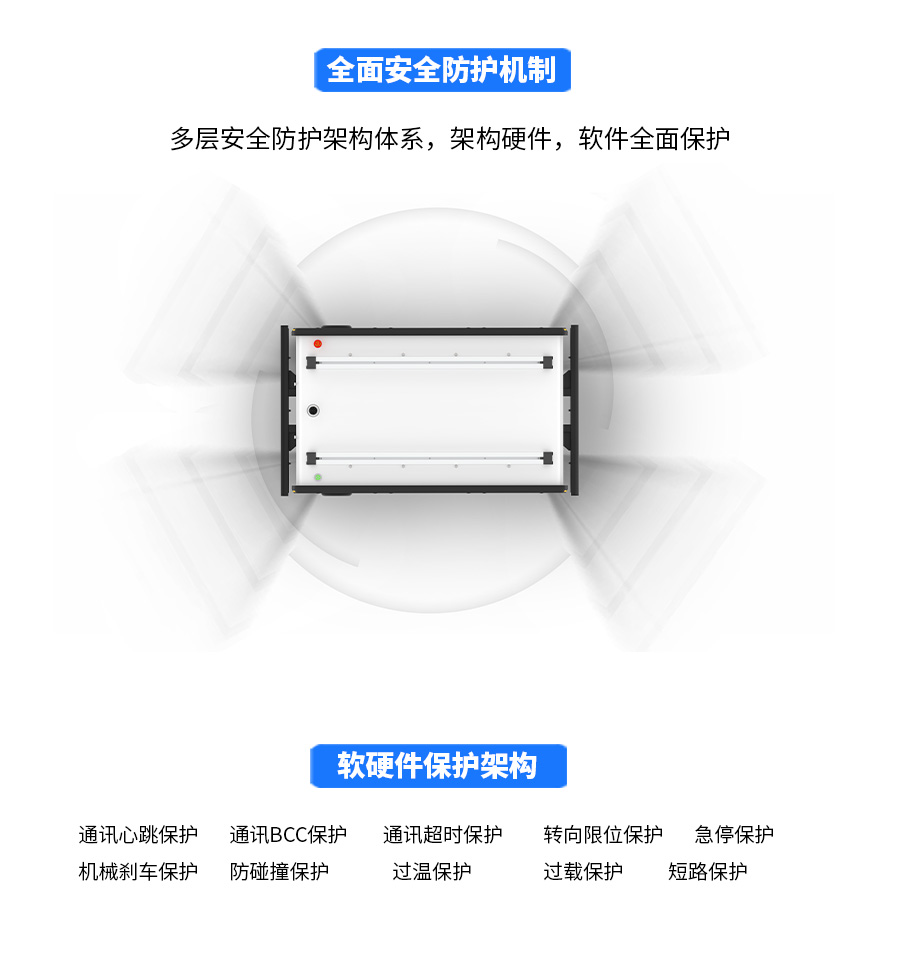 全面安全防护机制
多层安全防护架构体系，架构硬件，软件全面保护
软硬件保护架构
通讯心跳保护 通讯BCC保护 通讯超时保护 转向限位保护 急停保护
机械刹车保护 防碰撞保护 过温保护 过载保护 短路保护